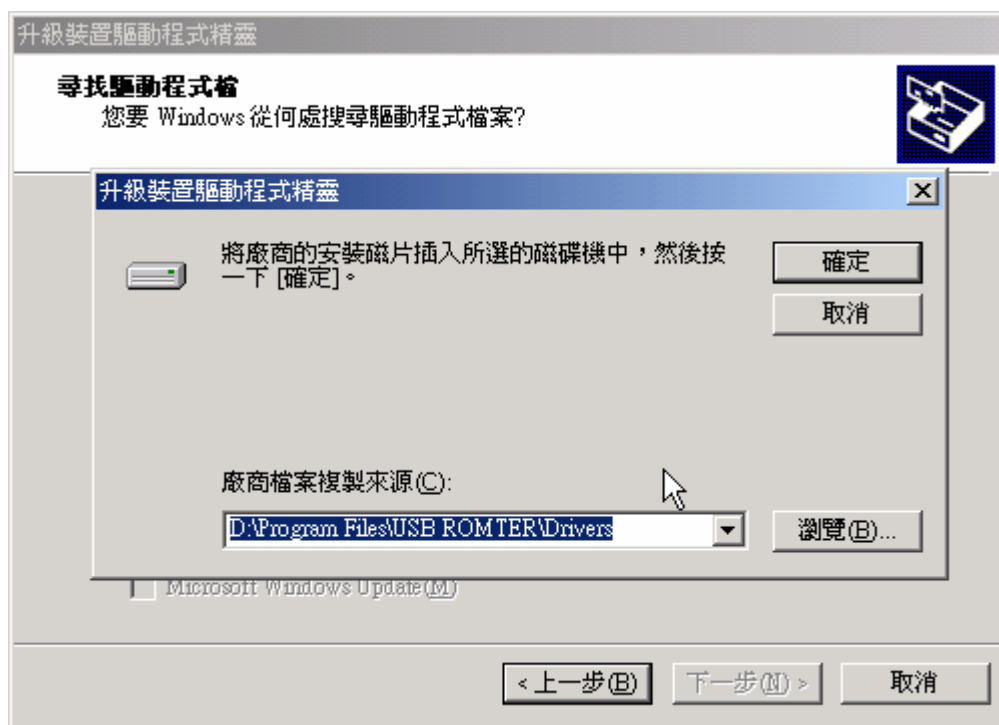 升級裝置驅動程式精靈
尋找驅動程式檔
您要 Windows 從何處搜尋驅動程式檔案?
升級裝置驅動程式精靈
將廠商的安裝磁片插入所選的磁碟機中，然後按
一下 [確定]。
確定
取消
廠商檔案複製來源(C):
D:\Program Files\USB ROMTER\Drivers
瀏覽(B)...
Microsoft Windows Update(M)
<上一步(B)
下一步(N) >
取消